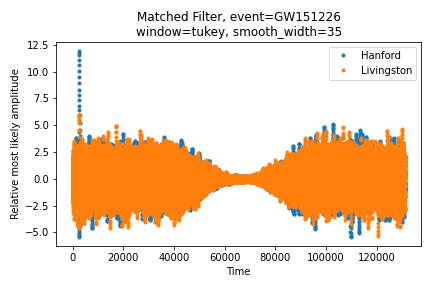 Matched Filter, event=GW151226
window=tukey, smooth_width=35
Hanford
Livingston
Relative most likely amplitude
12.5
10.0
7.5
5.0
2.5
0.0
−2.5
−5.0
0
20000
40000
60000
80000
100000
120000
Time